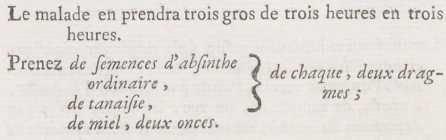 Le malade en prendra trois gros de trois heures en trois
heures.
Prenez de ſemences d'abſinthe
ordinaire,
de tanaiſie,
} de chaque, deux drag-
mes;
de miel, deux onces.